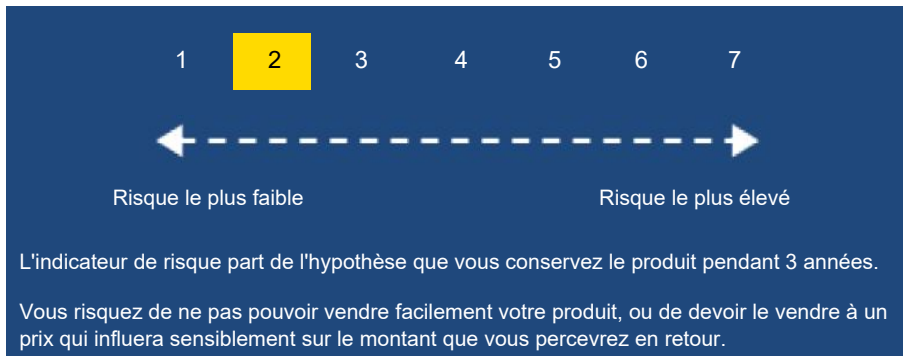 1 2 3 4 5 6 7
Risque le plus faible Risque le plus élevé
L'indicateur de risque part de l'hypothèse que vous conservez le produit pendant 3 années.
Vous risquez de ne pas pouvoir vendre facilement votre produit, ou de devoir le vendre à un
prix qui influera sensiblement sur le montant que vous percevrez en retour.